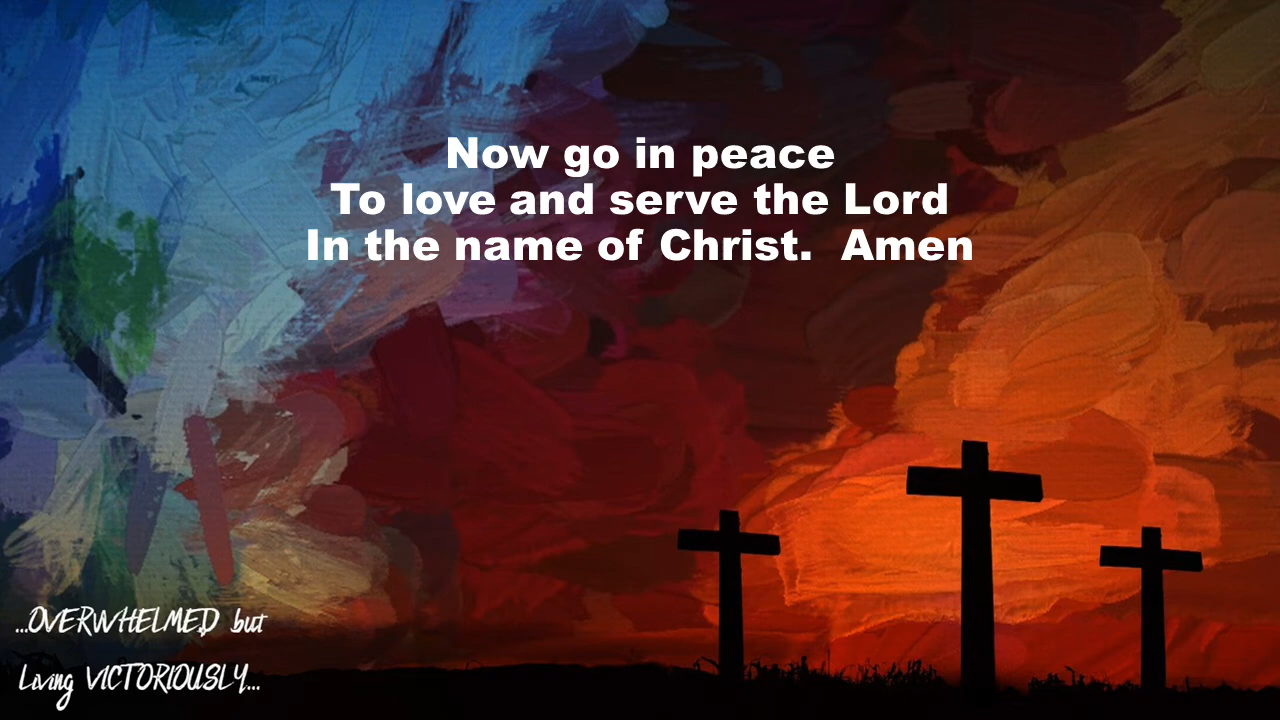 Now go in peace
To love and serve the Lord
In the name of Christ.  Amen
...OVERWHELMED but
Living VICTORIOUSLY...